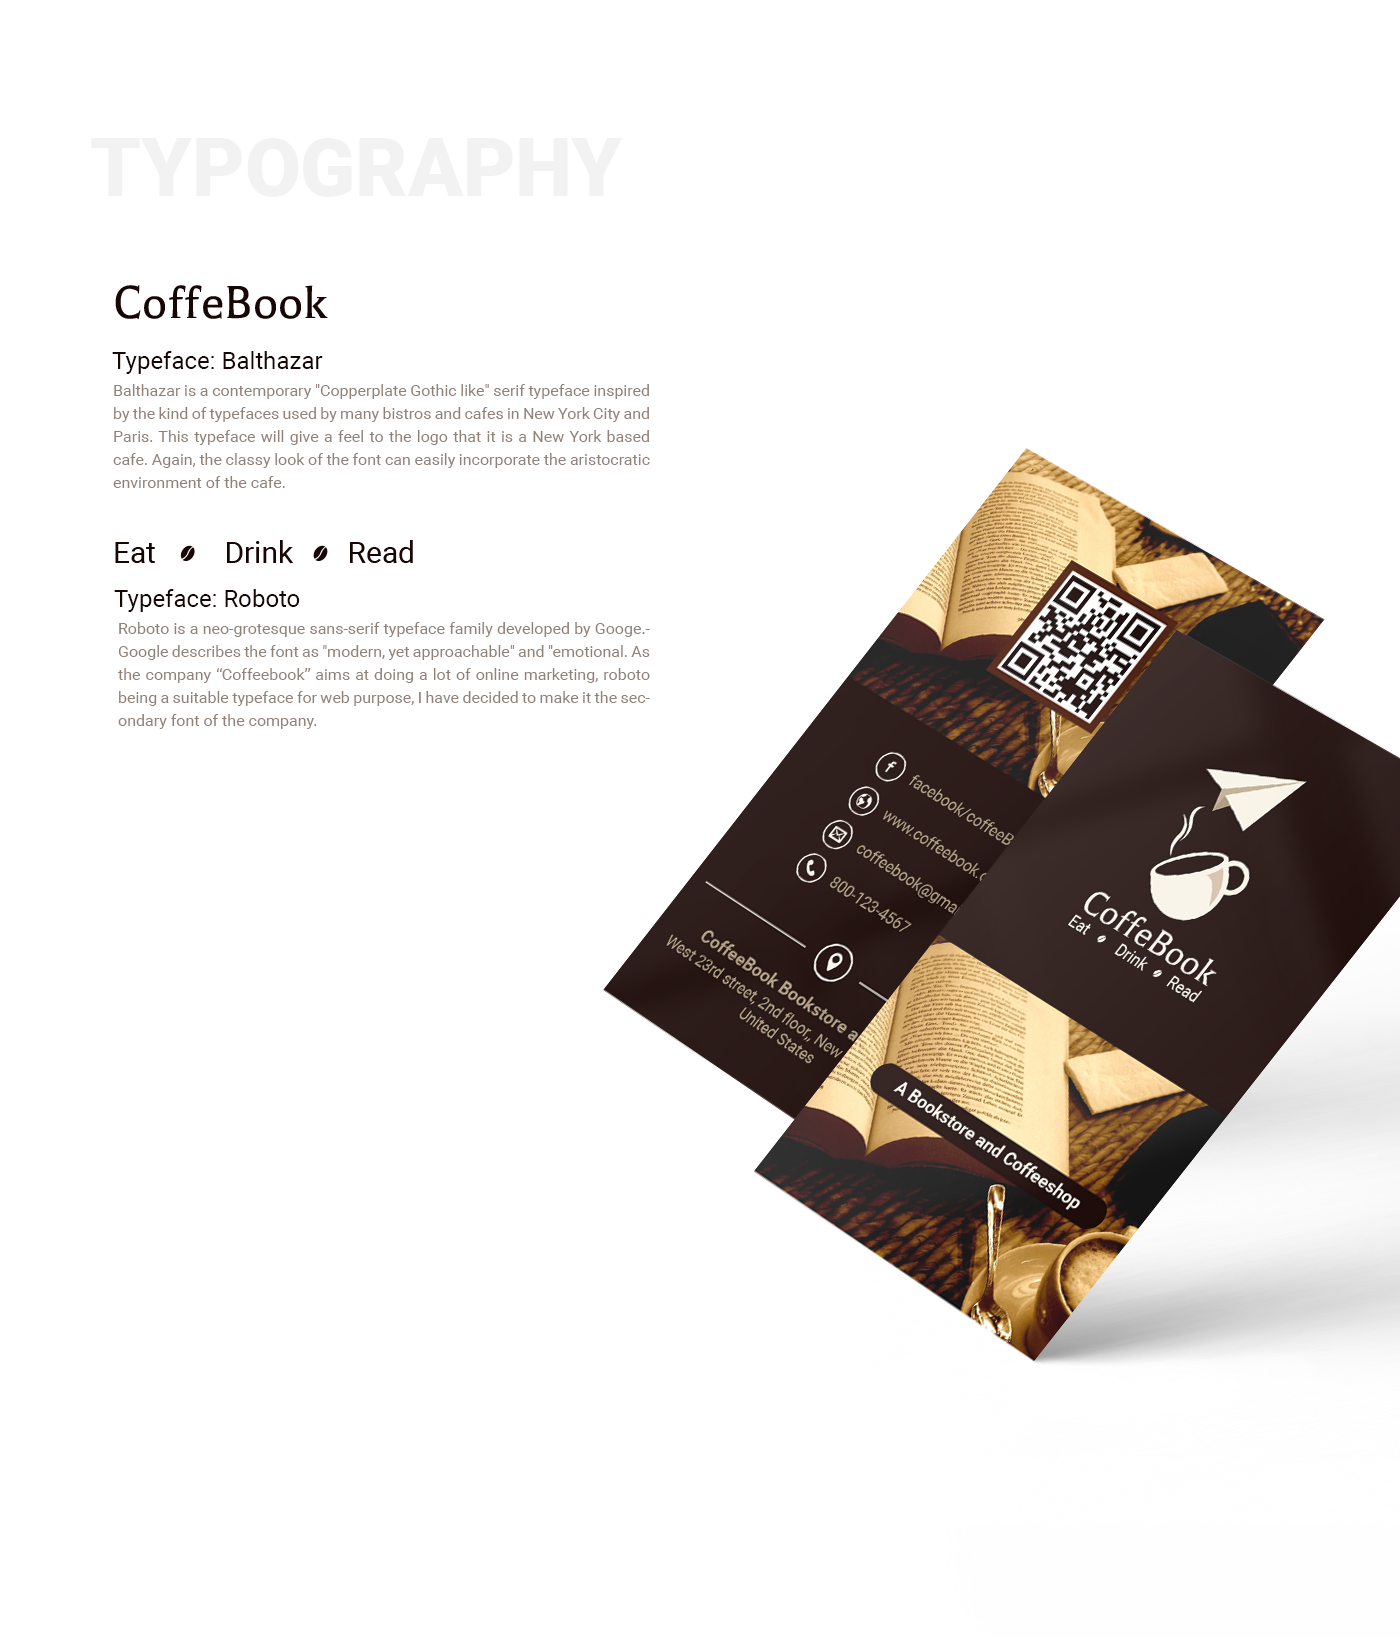 TYPOGRAPHY
CoffeBook
Typeface: Balthazar
Balthazar is a contemporary "Copperplate Gothic like" serif typeface inspired
by the kind of typefaces used by many bistros and cafes in New York City and
Paris. This typeface will give a feel to the logo that it is a New York based
cafe. Again, the classy look of the font can easily incorporate the aristocratic
environment of the cafe.
Eat Drink Read
Typeface: Roboto
Roboto is a neo-grotesque sans-serif typeface family developed by Googe.-
Google describes the font as "modern, yet approachable" and "emotional. As
the company “Coffeebook” aims at doing a lot of online marketing, roboto
being a suitable typeface for web purpose, I have decided to make it the sec-
ondary font of the company.
facebook/coffeeB
www.coffeebook.c
coffeebook@gmai
800-123-4567
CoffeeBook Bookstore a
West 23rd street, 2nd floor,, New
United States
CoffeBook
Eat Drink Read
A Bookstore and Coffeeshop